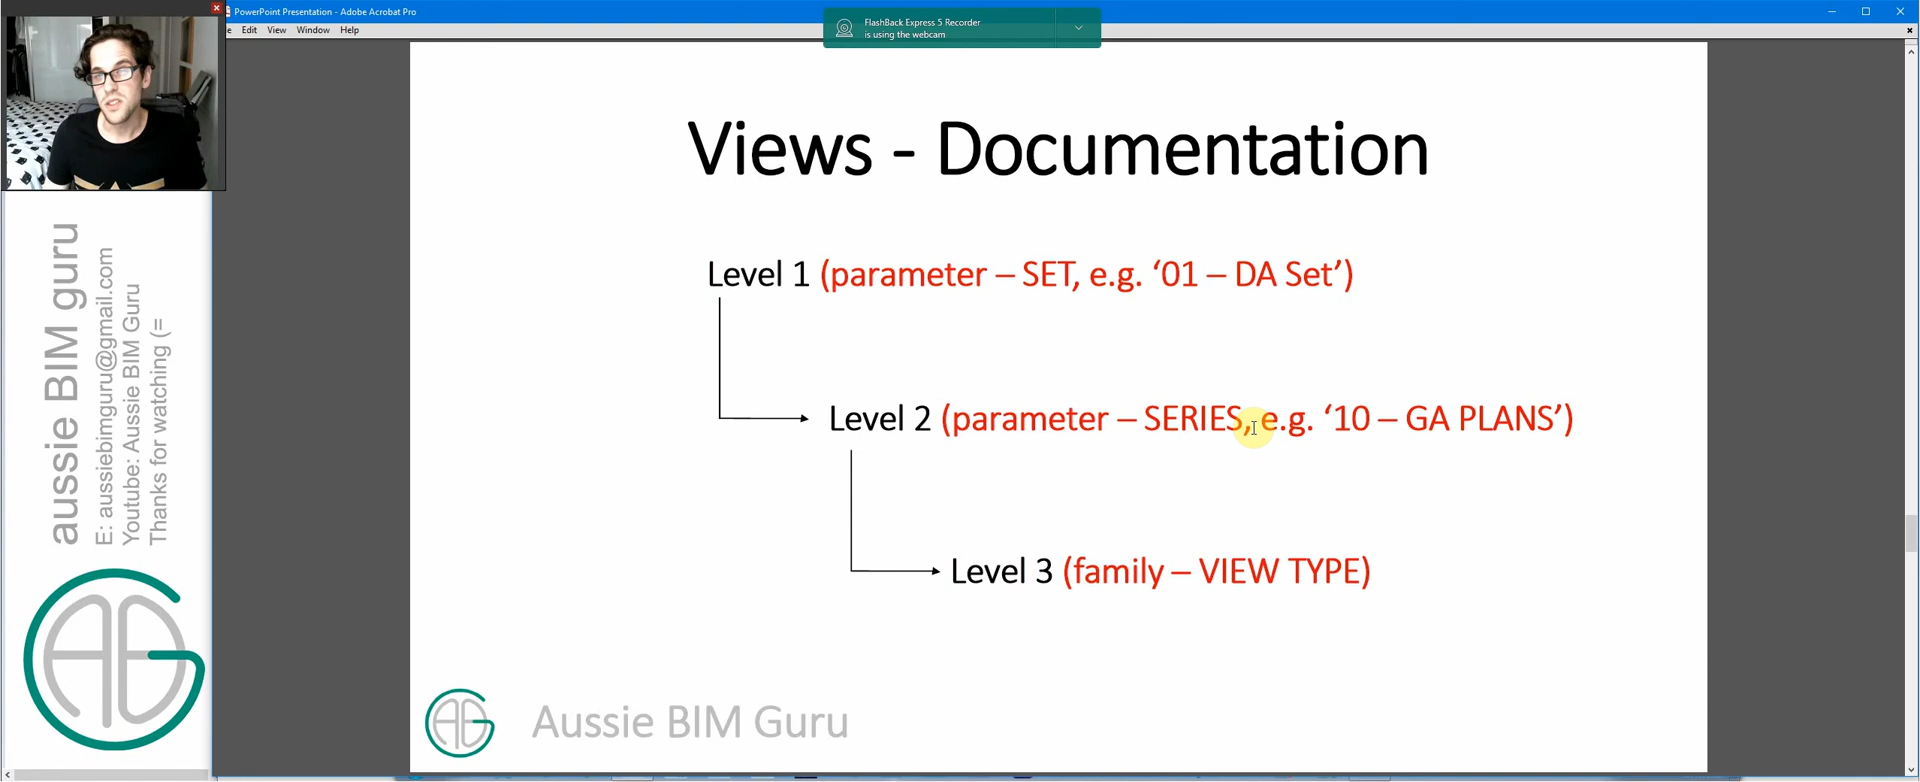 PowerPoint Presentation - Adobe Acrobat Pro
Edit View Window Help
FlashBack Express 5 Recorder
is using the webcam
Views - Documentation
Level 1 (parameter – SET, e.g. ‘01 – DA Set’)
Level 2 (parameter – SERIES, e.g. ‘10 – GA PLANS’)
Level 3 (family – VIEW TYPE)
Aussie BIM Guru
aussie BIM guru
E: aussiebimguru@gmail.com
Youtube: Aussie BIM Guru
Thanks for watching (=